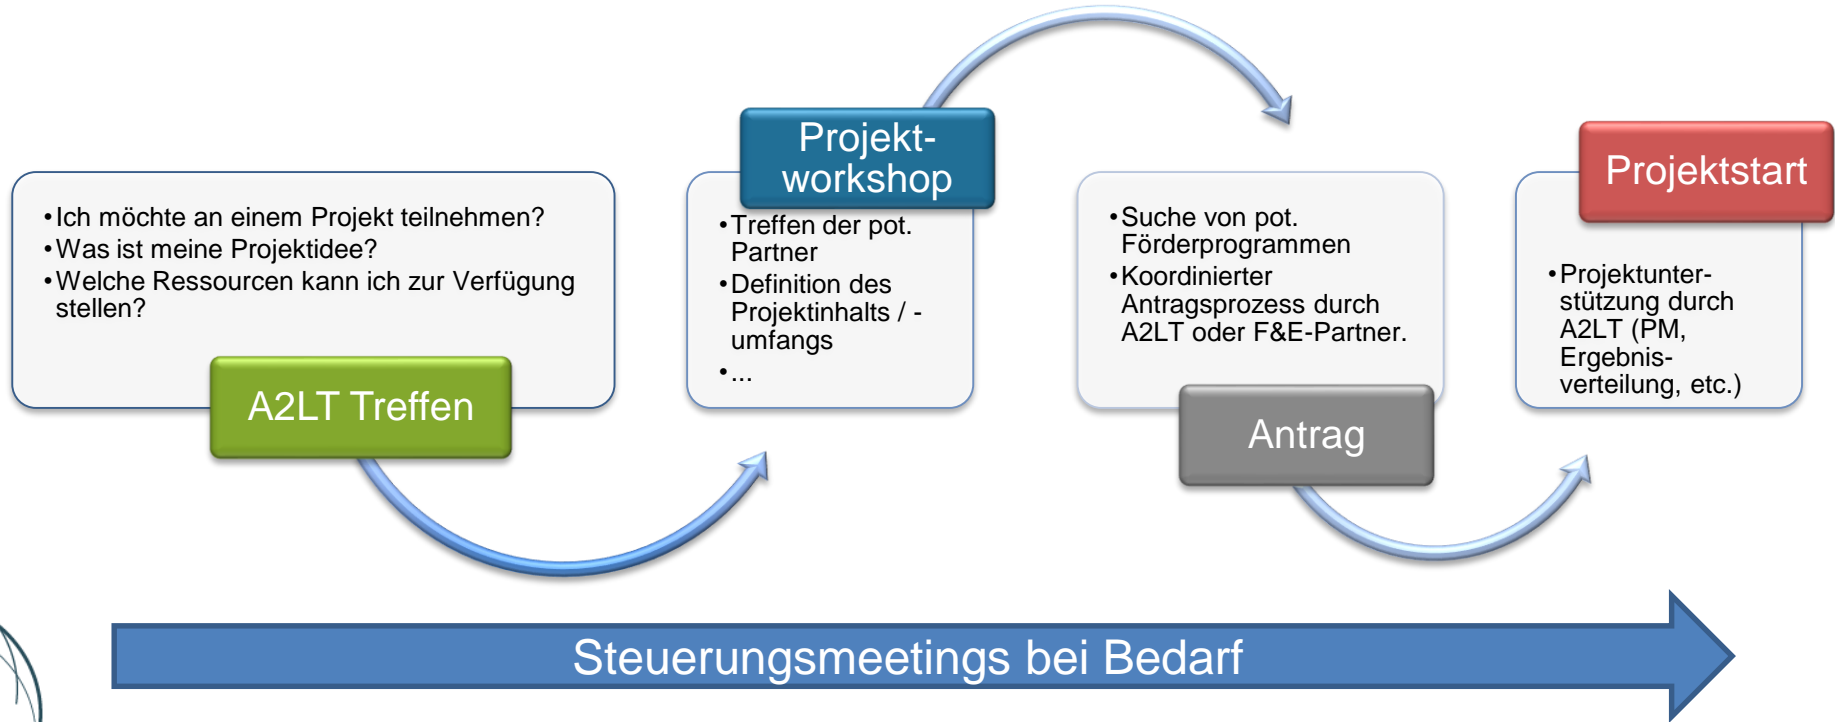 •Ich möchte an einem Projekt teilnehmen?
•Was ist meine Projektidee?
•Welche Ressourcen kann ich zur Verfügung
stellen?
A2LT Treffen
Projekt-
workshop
•Treffen der pot.
Partner
•Definition des
Projektinhalts / -
umfangs
•...
•Suche von pot.
Förderprogrammen
•Koordinierter
Antragsprozess durch
A2LT oder F&E-Partner.
Antrag
Projektstart
•Projektunter-
stützung durch
A2LT (PM,
Ergebnis-
verteilung, etc.)
Steuerungsmeetings bei Bedarf